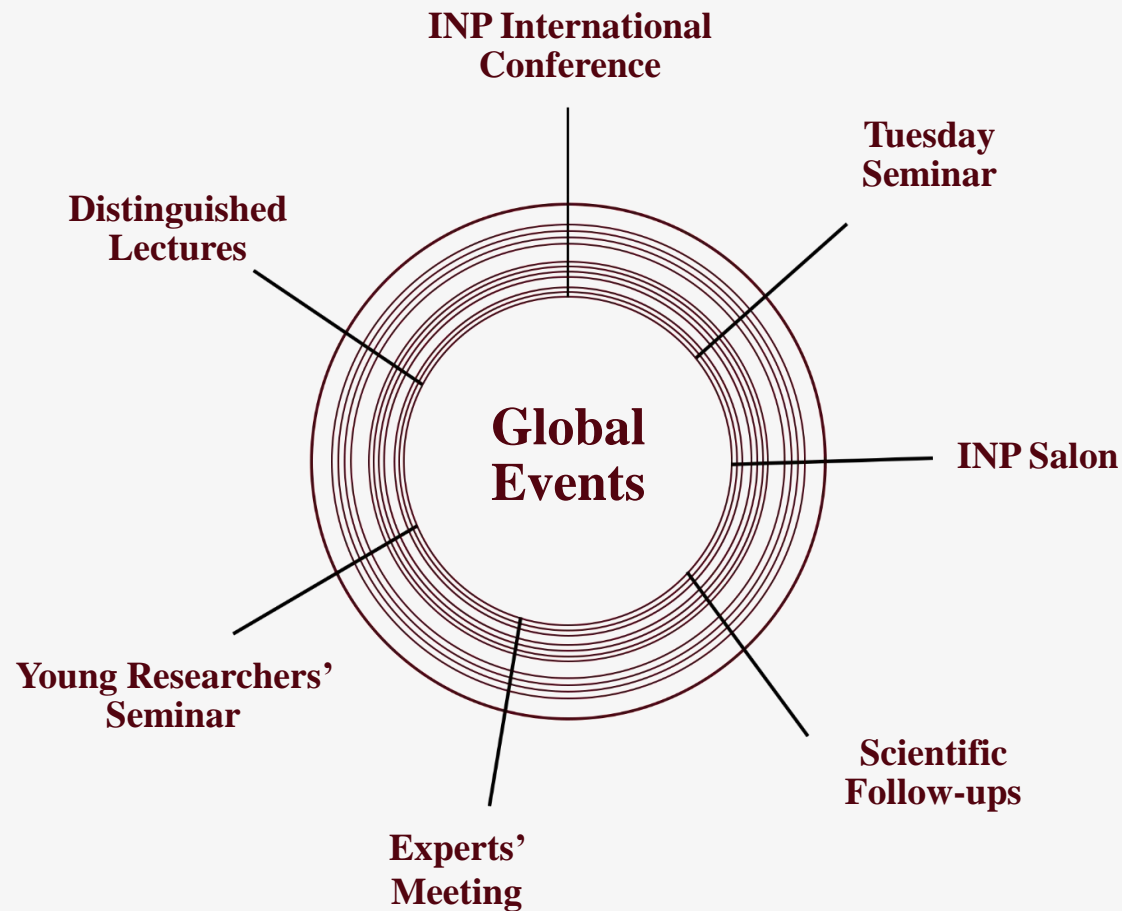 INP International
Conference
Tuesday
Seminar
Distinguished
Lectures
Global
Events
INP Salon
Young Researchers’
Seminar
Scientific
Follow-ups
Experts’
Meeting